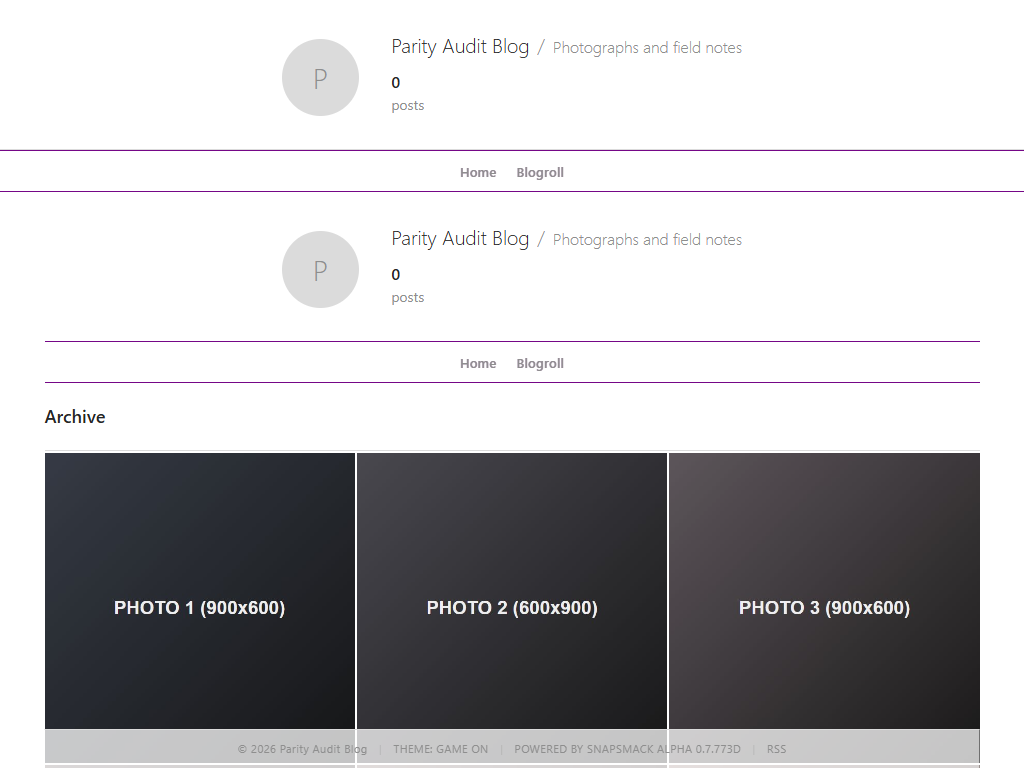 P
Parity Audit Blog / Photographs and field notes
0
posts
Home Blogroll
P
Parity Audit Blog / Photographs and field notes
0
posts
Home Blogroll
Archive
PHOTO 1 (900x600) PHOTO 2 (600x900) PHOTO 3 (900x600)
© 2026 Parity Audit Blog | THEME: GAME ON | POWERED BY SNAPSMACK ALPHA 0.7.773D | RSS